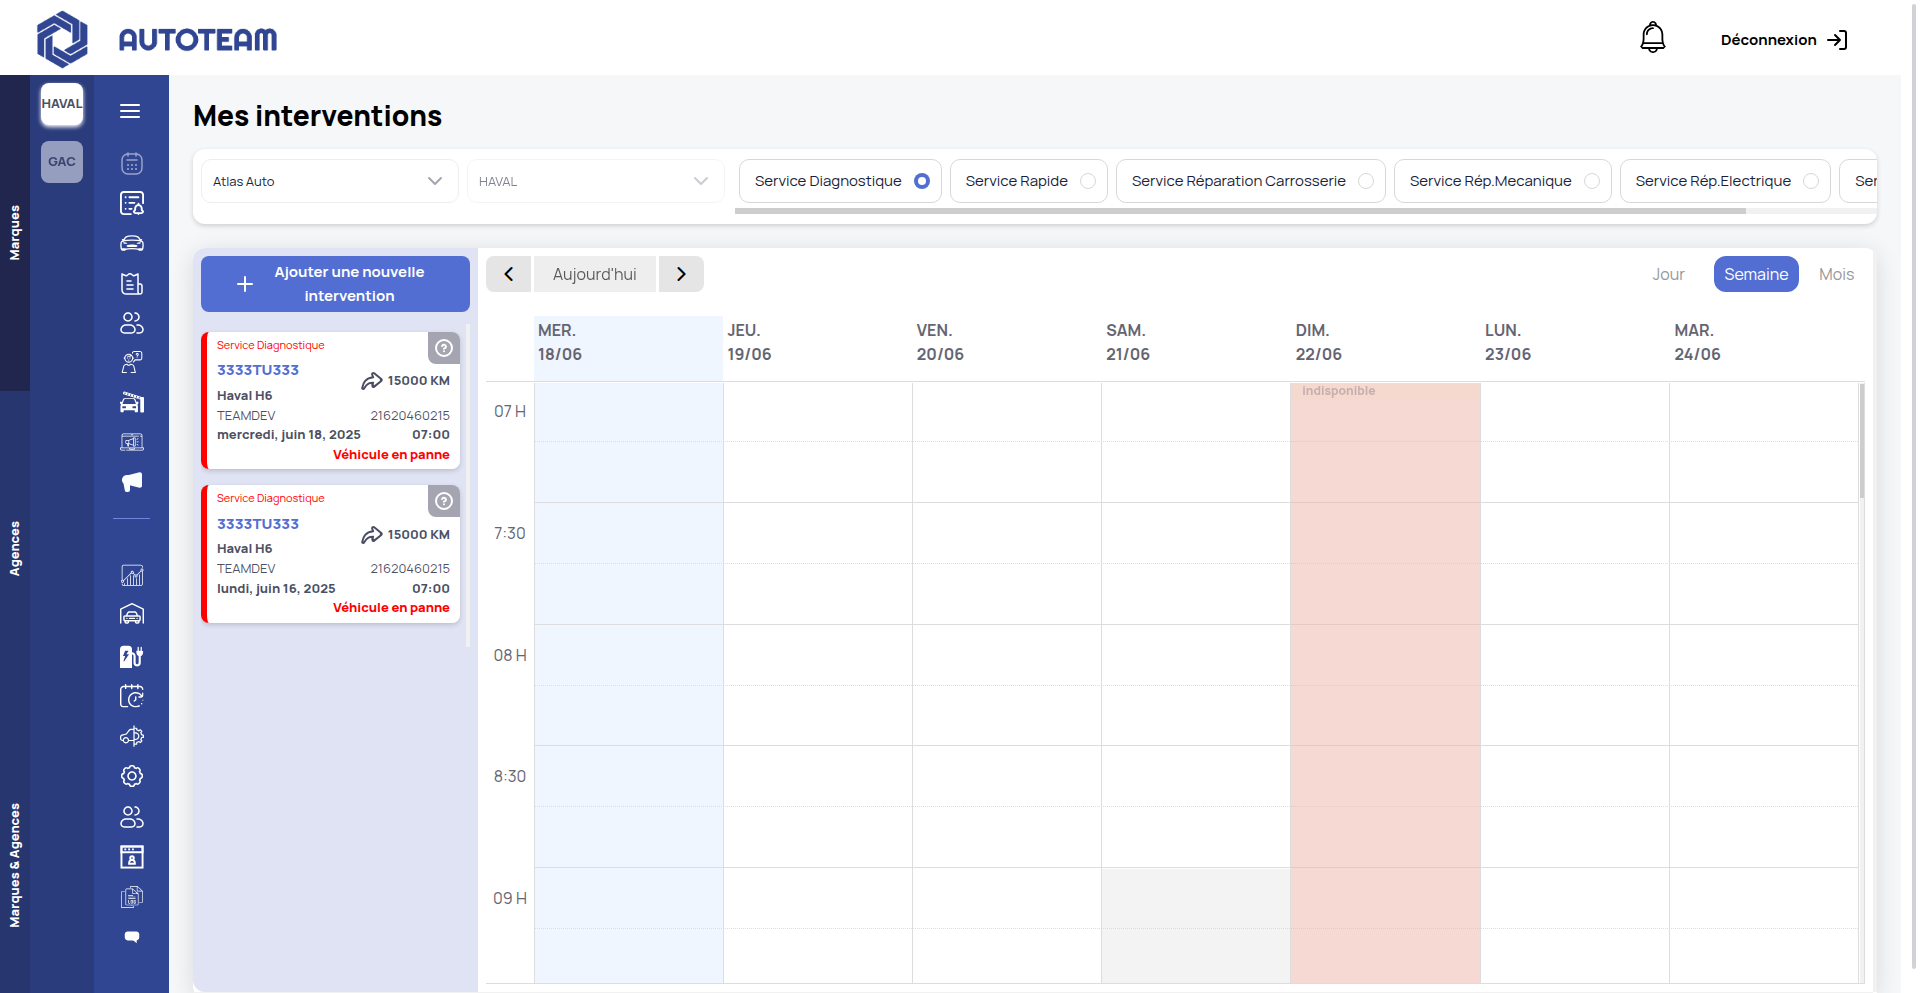 AUTOTEAM
Déconnexion
HAVAL
GAC
Marques
Agences
Marques & Agences
Mes interventions
Atlas Auto
HAVAL
Service Diagnostique
Service Rapide
Service Réparation Carrosserie
Service Rép.Mecanique
Service Rép.Electrique
Ser
Ajouter une nouvelle
intervention
Service Diagnostique
3333TU333
15000 KM
Haval H6
TEAMDEV 21620460215
mercredi, juin 18, 2025 07:00
Véhicule en panne
Service Diagnostique
3333TU333
15000 KM
Haval H6
TEAMDEV 21620460215
lundi, juin 16, 2025 07:00
Véhicule en panne
Aujourd'hui
Jour
Semaine
Mois
MER.
18/06
JEU.
19/06
VEN.
20/06
SAM.
21/06
DIM.
22/06
LUN.
23/06
MAR.
24/06
indisponible
07 H
7:30
08 H
8:30
09 H